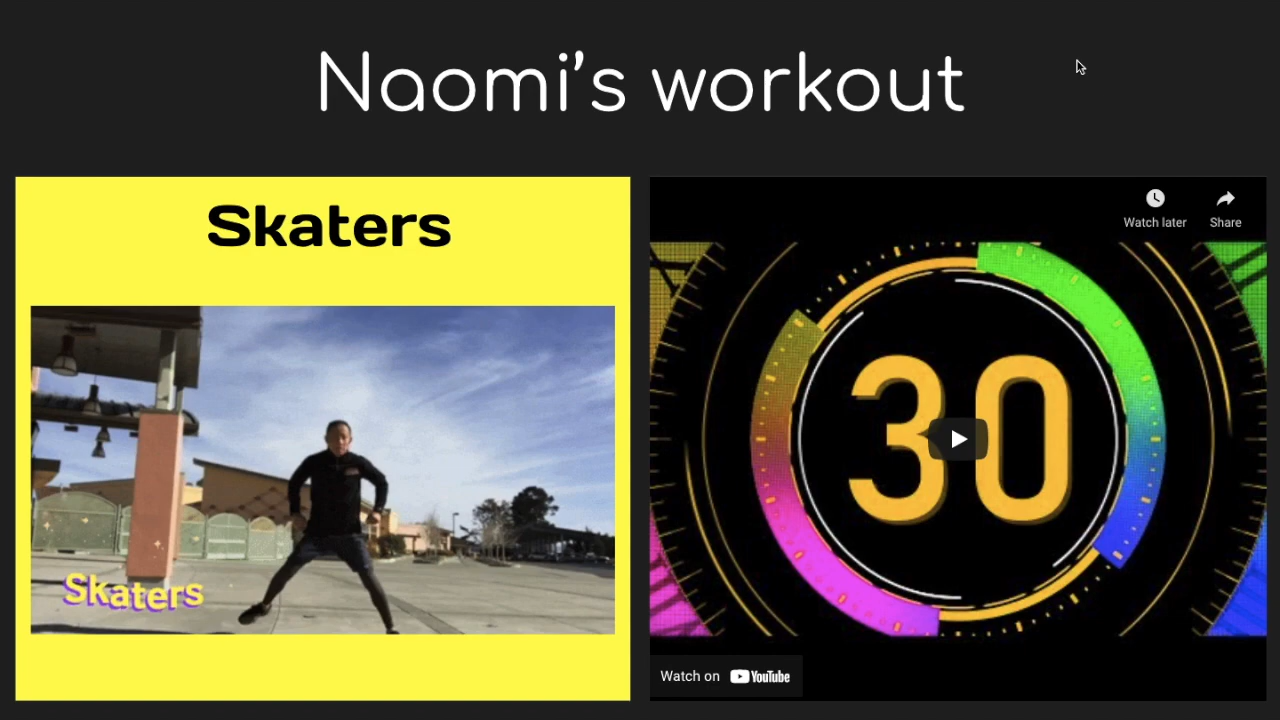 Naomi’s workout
Skaters
Skaters
Watch later
Share
30
Watch on YouTube